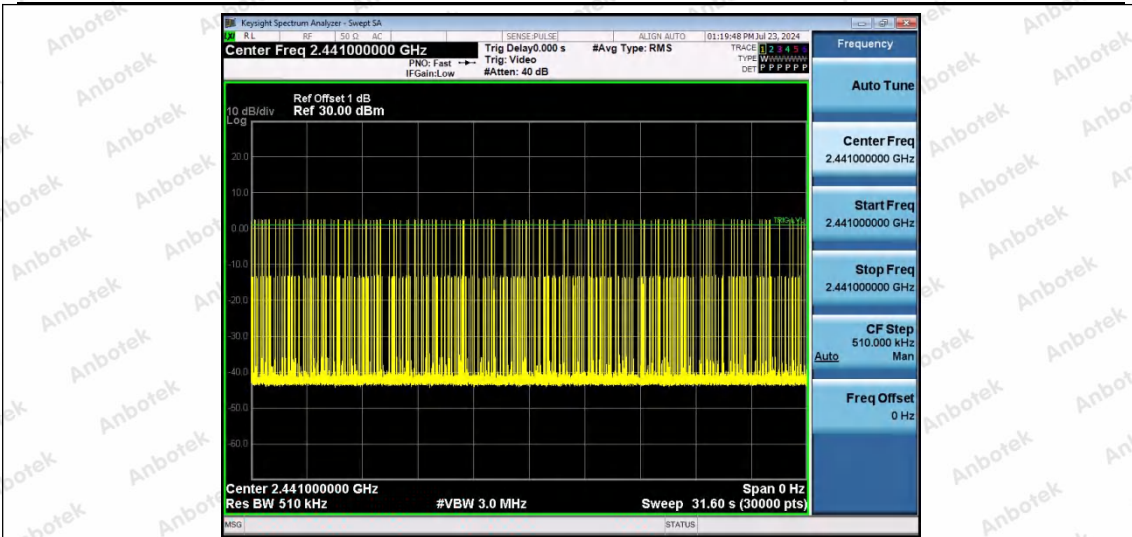 Keysight Spectrum Analyzer - Swept SA
LXI RL RF 50 Ω AC SENSE:PULSE ALIGN AUTO 01:19:48 PM Jul 23, 2024
Center Freq 2.441000000 GHz Trig Delay0.000 s #Avg Type: RMS TRACE 1 2 3 4 5 6
PNO: Fast Trig: Video TYPE WWWWWW
IFGain:Low #Atten: 40 dB DET P P P P P P
Ref Offset 1 dB
10 dB/div Ref 30.00 dBm
Log
20.0
10.0
0.00
-10.0
-20.0
-30.0
-40.0
-50.0
-60.0
Center 2.441000000 GHz Span 0 Hz
Res BW 510 kHz #VBW 3.0 MHz Sweep 31.60 s (30000 pts)
MSG STATUS
Frequency
Auto Tune
Center Freq
2.441000000 GHz
Start Freq
2.441000000 GHz
Stop Freq
2.441000000 GHz
CF Step
510.000 kHz
Auto Man
Freq Offset
0 Hz
Anbotek